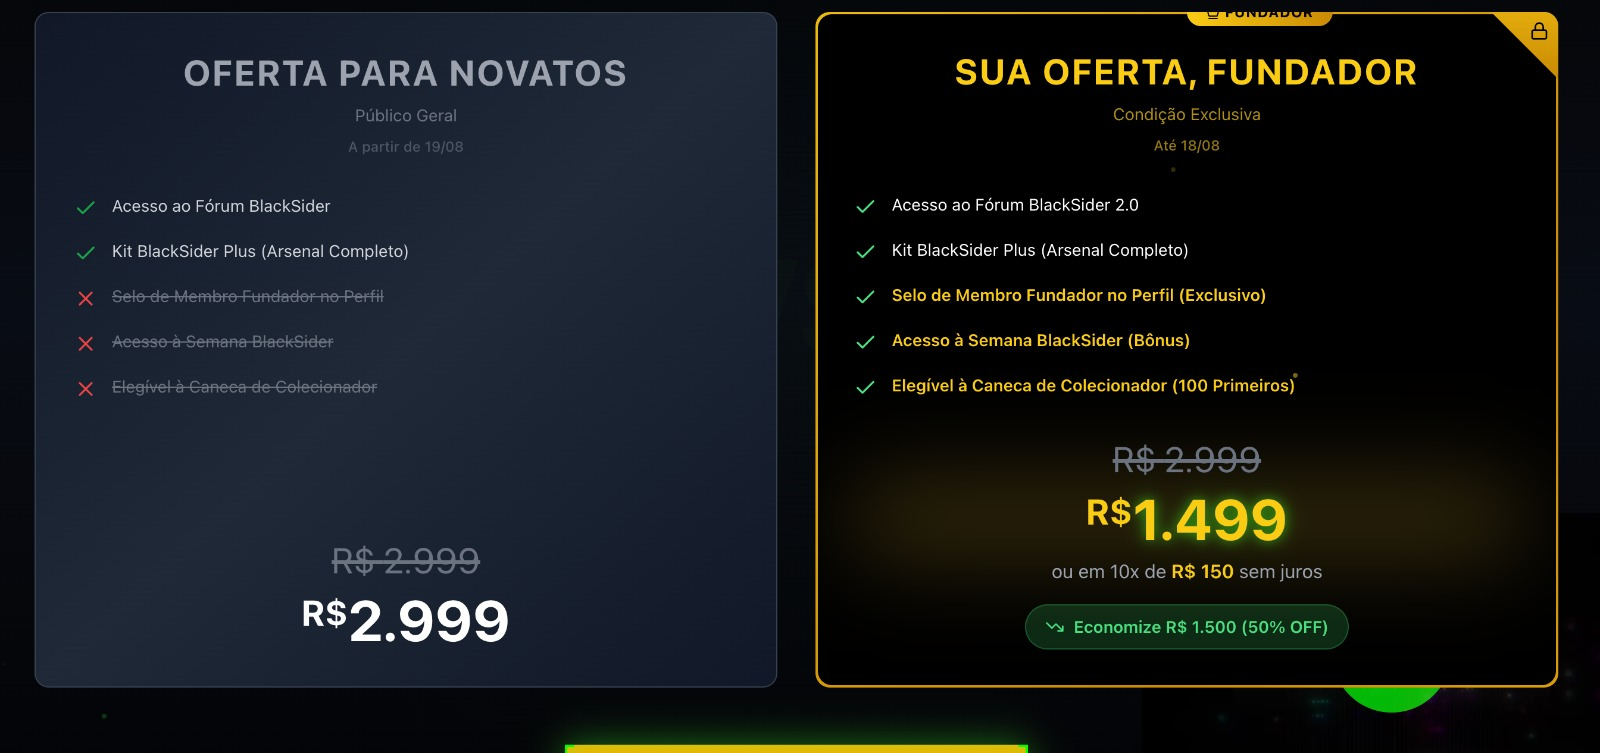 OFERTA PARA NOVATOS
Público Geral
A partir de 19/08
Acesso ao Fórum BlackSider
Kit BlackSider Plus (Arsenal Completo)
Selo de Membro Fundador no Perfil
Acesso à Semana BlackSider
Elegível à Caneca de Colecionador
R$ 2.999
R$2.999
FUNDADOR
SUA OFERTA, FUNDADOR
Condição Exclusiva
Até 18/08
Acesso ao Fórum BlackSider 2.0
Kit BlackSider Plus (Arsenal Completo)
Selo de Membro Fundador no Perfil (Exclusivo)
Acesso à Semana BlackSider (Bônus)
Elegível à Caneca de Colecionador (100 Primeiros)
R$ 2.999
R$1.499
ou em 10x de R$ 150 sem juros
Economize R$ 1.500 (50% OFF)